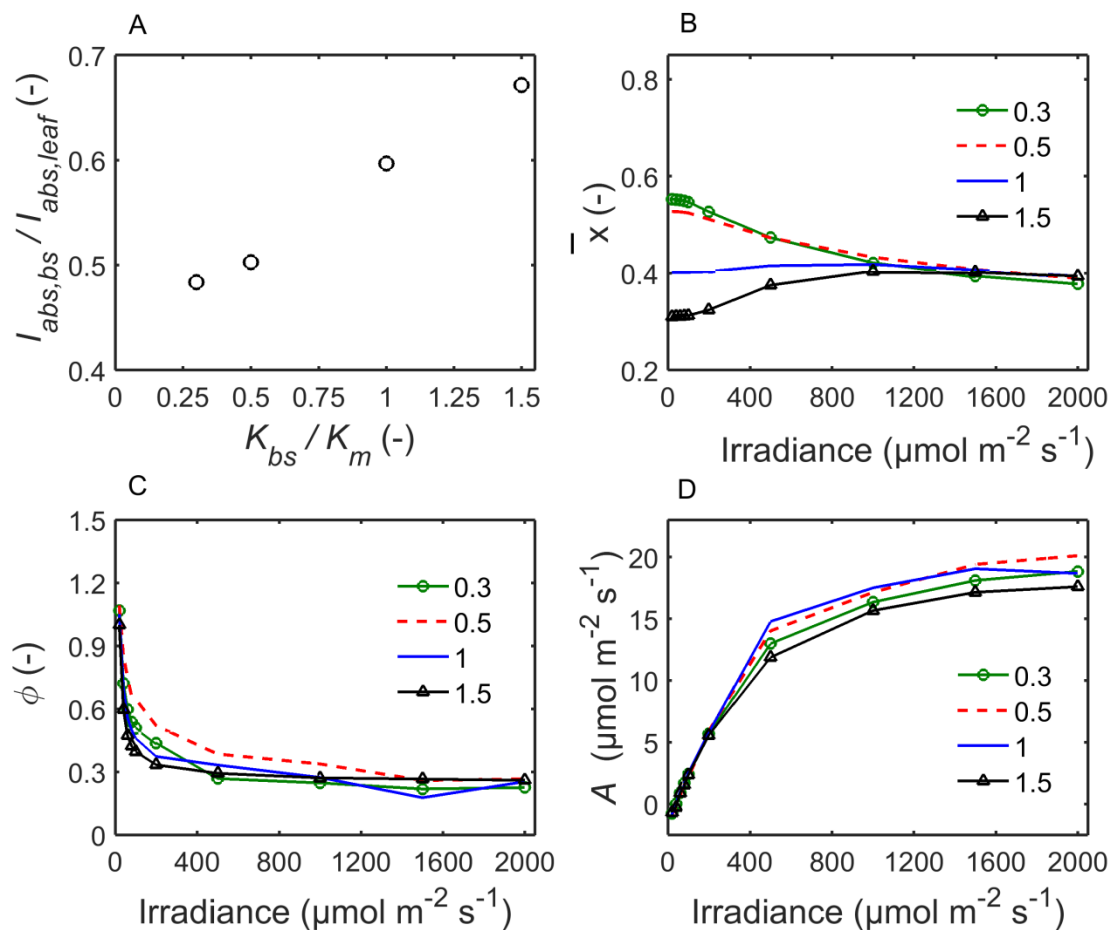 A
I_abs,bs / I_abs,leaf (-)
0.7
0.6
0.5
0.4
0 0.25 0.5 0.75 1 1.25 1.5
K_bs / K_m (-)
B
x̅ (-)
0.8
0.6
0.4
0.2
0.3
0.5
1
1.5
0 400 800 1200 1600 2000
Irradiance (µmol m⁻² s⁻¹)
C
ϕ (-)
1.5
1.2
0.9
0.6
0.3
0
0.3
0.5
1
1.5
0 400 800 1200 1600 2000
Irradiance (µmol m⁻² s⁻¹)
D
A (µmol m⁻² s⁻¹)
20
15
10
5
0
0.3
0.5
1
1.5
0 400 800 1200 1600 2000
Irradiance (µmol m⁻² s⁻¹)